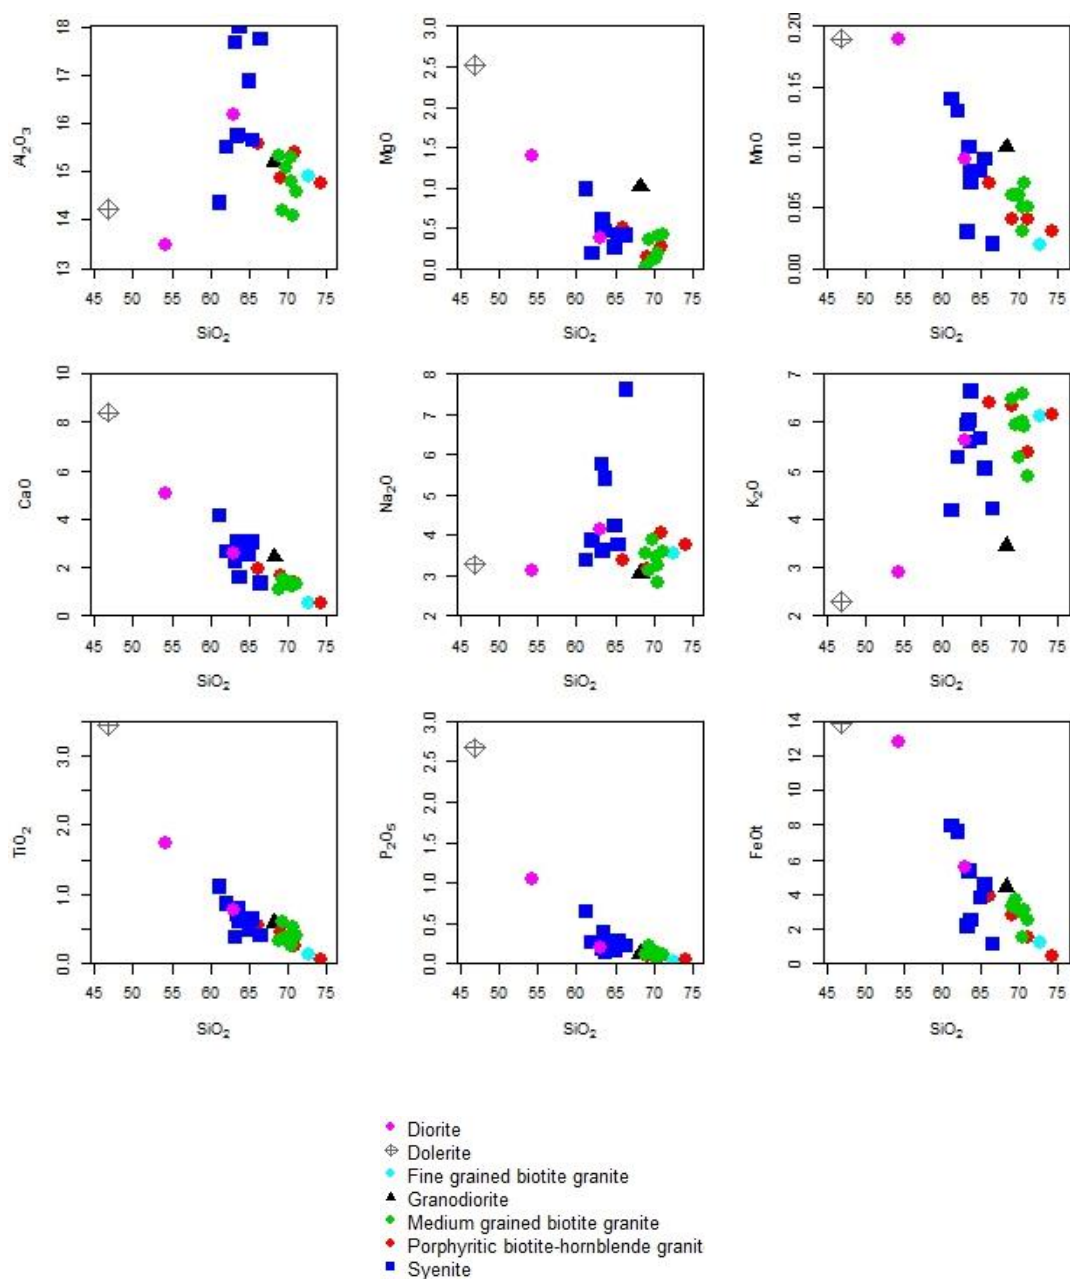 Al2O3
13 14 15 16 17 18
45 50 55 60 65 70 75
SiO2
MgO
0.0 0.5 1.0 1.5 2.0 2.5 3.0
45 50 55 60 65 70 75
SiO2
MnO
0.00 0.05 0.10 0.15 0.20
45 50 55 60 65 70 75
SiO2
CaO
0 2 4 6 8 10
45 50 55 60 65 70 75
SiO2
Na2O
2 3 4 5 6 7 8
45 50 55 60 65 70 75
SiO2
K2O
2 3 4 5 6 7
45 50 55 60 65 70 75
SiO2
TiO2
0.0 1.0 2.0 3.0
45 50 55 60 65 70 75
SiO2
P2O5
0.0 0.5 1.0 1.5 2.0 2.5 3.0
45 50 55 60 65 70 75
SiO2
FeOt
0 2 4 6 8 10 12 14
45 50 55 60 65 70 75
SiO2
Diorite
Dolerite
Fine grained biotite granite
Granodiorite
Medium grained biotite granite
Porphyritic biotite-hornblende granit
Syenite